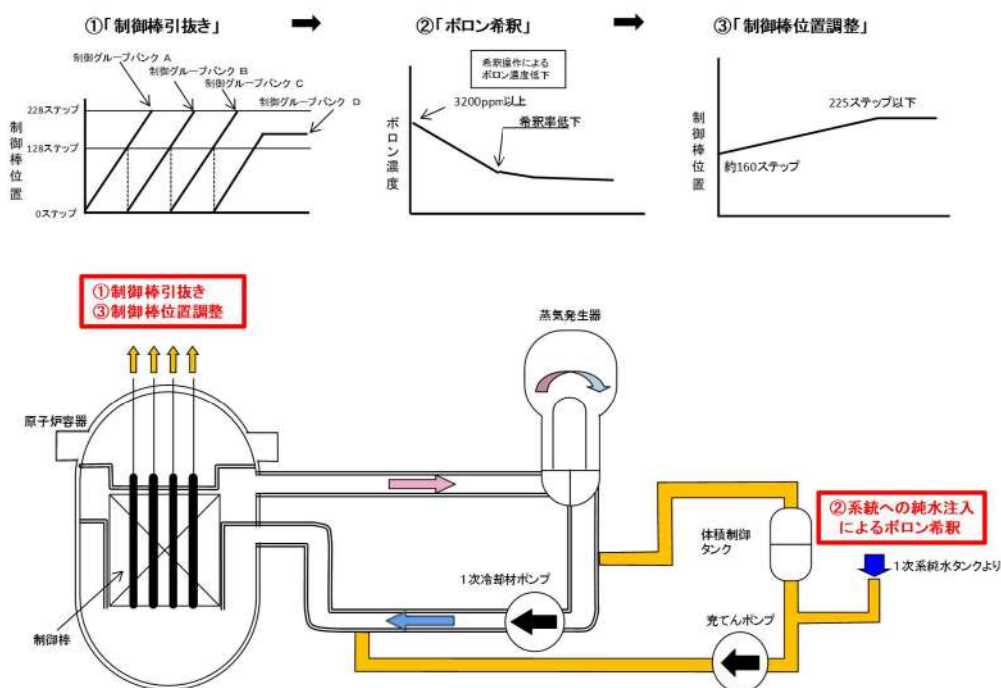 ①「制御棒引抜き」
制御グループバンク A
制御グループバンク B
制御グループバンク C
制御グループバンク D
228ステップ
128ステップ
0ステップ
制御棒位置
②「ボロン希釈」
希釈操作による
ボロン濃度低下
3200ppm以上
希釈率低下
ボロン濃度
③「制御棒位置調整」
225ステップ以下
約160ステップ
制御棒位置
①制御棒引抜き
③制御棒位置調整
蒸気発生器
原子炉容器
②系統への純水注入
によるボロン希釈
体積制御
タンク
1次系純水タンクより
1次冷却材ポンプ
充てんポンプ
制御棒